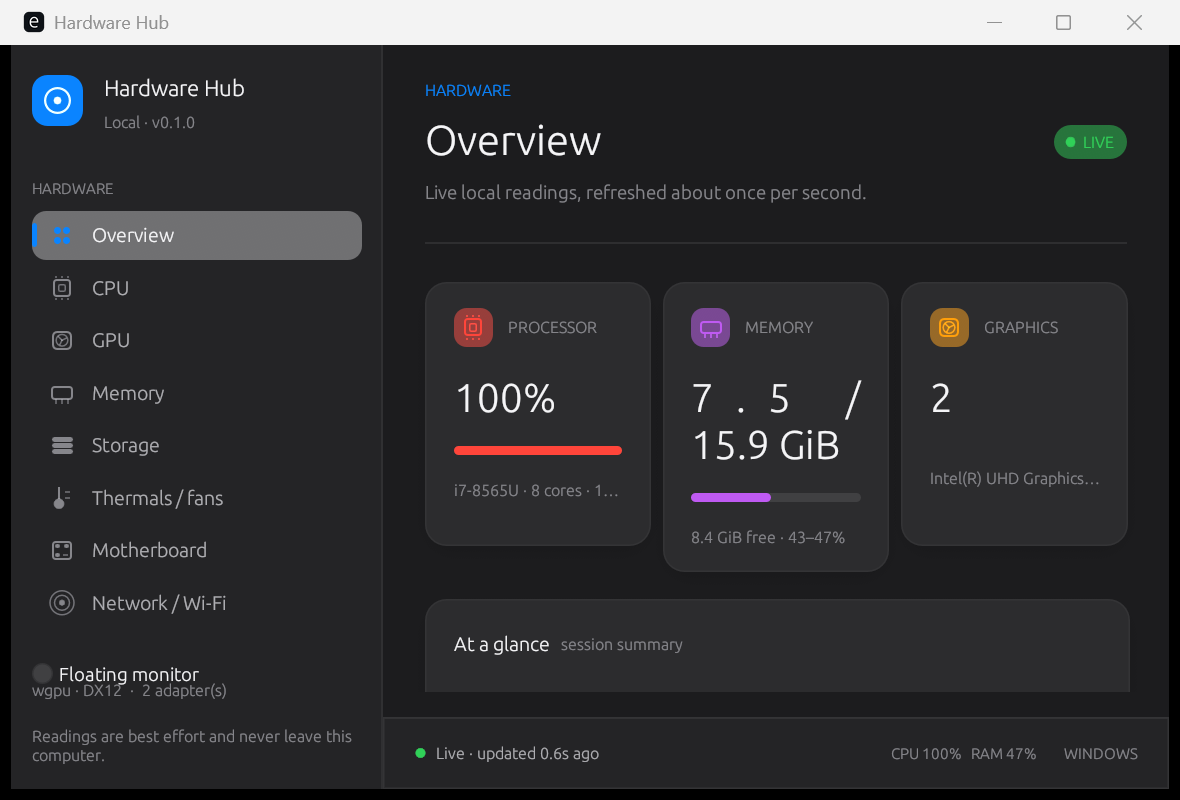 e Hardware Hub
Hardware Hub
Local · v0.1.0
HARDWARE
Overview
CPU
GPU
Memory
Storage
Thermals / fans
Motherboard
Network / Wi-Fi
Floating monitor
wgpu · DX12 · 2 adapter(s)
Readings are best effort and never leave this
computer.
HARDWARE
Overview
LIVE
Live local readings, refreshed about once per second.
PROCESSOR
100%
i7-8565U · 8 cores · 1…
MEMORY
7 . 5 /
15.9 GiB
8.4 GiB free · 43–47%
GRAPHICS
2
Intel(R) UHD Graphics…
At a glance session summary
Live · updated 0.6s ago
CPU 100% RAM 47% WINDOWS